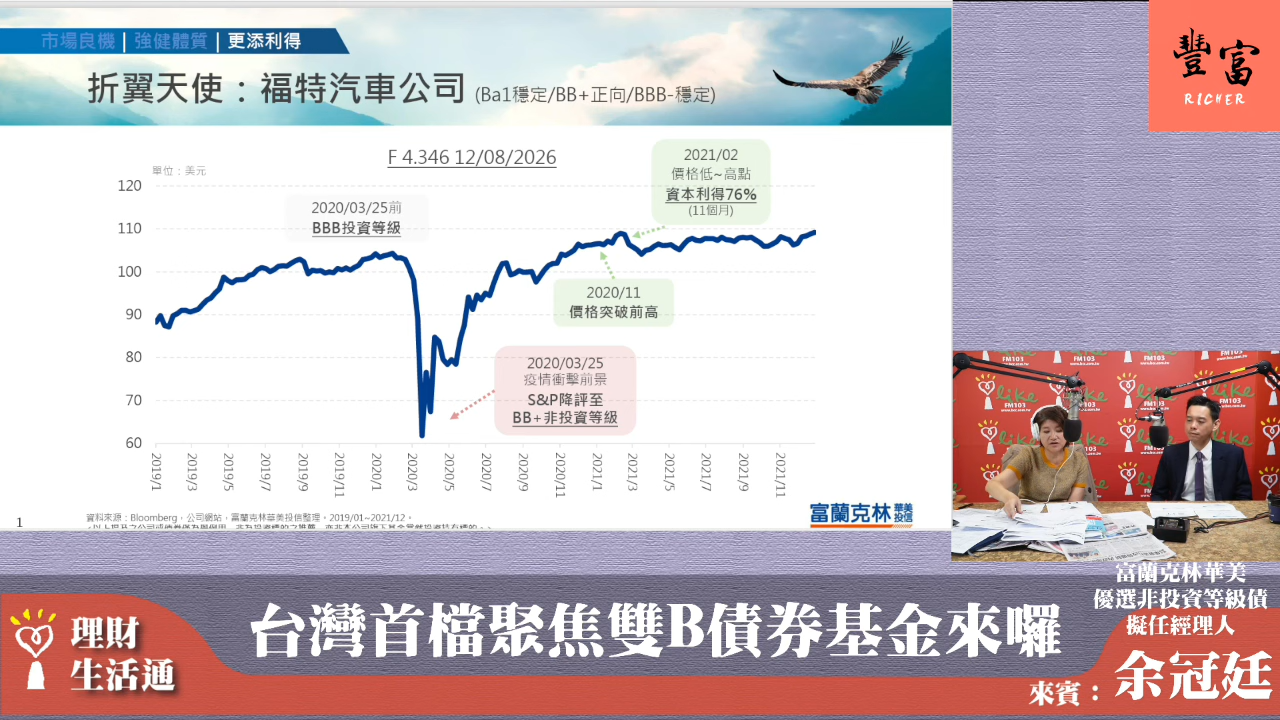 市場良機 | 強健體質 | 更添利得
折翼天使：福特汽車公司 (Ba1穩定/BB+正向/BBB-穩定)
豐富
RICHER
F 4.346 12/08/2026
單位：美元
120
110
100
90
80
70
60
2020/03/25前
BBB投資等級
2021/02
價格低~高點
資本利得76%
(11個月)
2020/11
價格突破前高
2020/03/25
疫情衝擊前景
S&P降評至
BB+非投資等級
2019/1
2019/3
2019/5
2019/7
2019/9
2019/11
2020/1
2020/3
2020/5
2020/7
2020/9
2020/11
2021/1
2021/3
2021/5
2021/7
2021/9
2021/11
1
資料來源：Bloomberg，公司網站，富蘭克林華美投信整理，2019/01~2021/12。
富蘭克林 華美投信
like
FM103
理財
生活通
台灣首檔聚焦雙B債券基金來囉
富蘭克林華美
優選非投資等級債
擬任經理人
來賓： 余冠廷